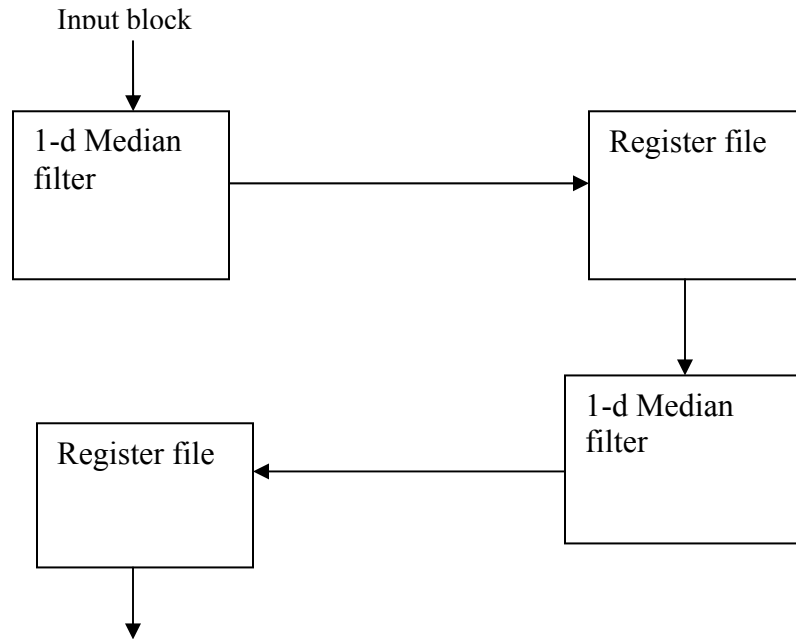 Input block
1-d Median
filter
Register file
1-d Median
filter
Register file